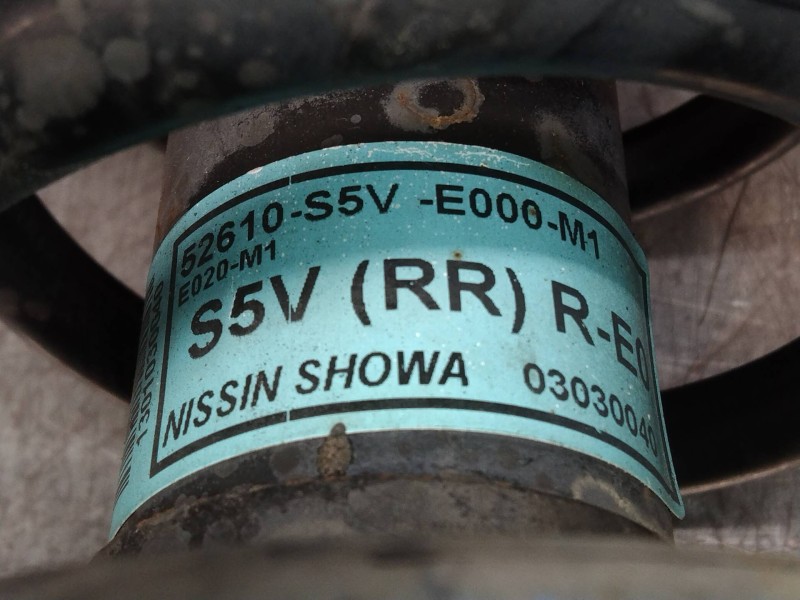 52610-S5V -E000-M1
E020-M1
S5V (RR) R-E0
NISSIN SHOWA 03030040